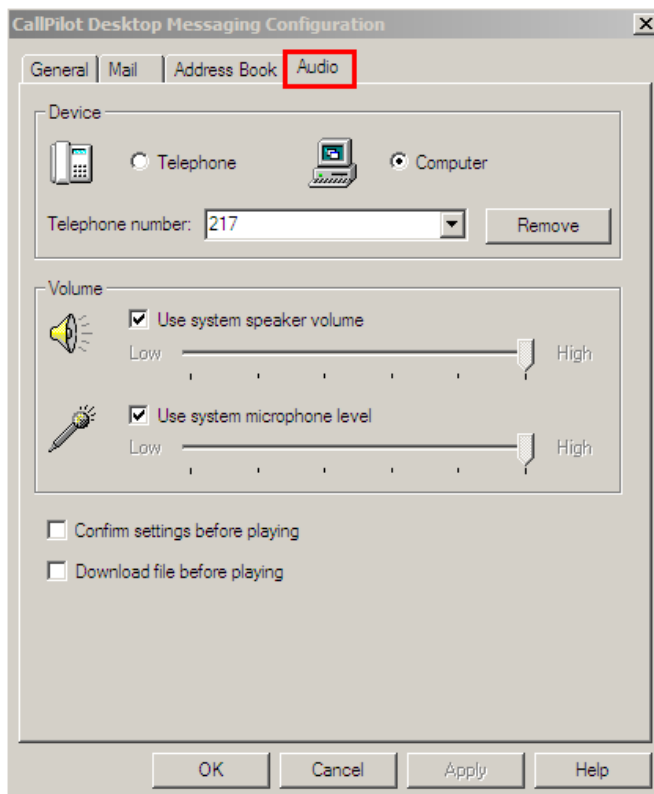 CallPilot Desktop Messaging Configuration
General Mail Address Book Audio
Device
Telephone Computer
Telephone number: 217 Remove
Volume
Use system speaker volume
Low High
Use system microphone level
Low High
Confirm settings before playing
Download file before playing
OK Cancel Apply Help